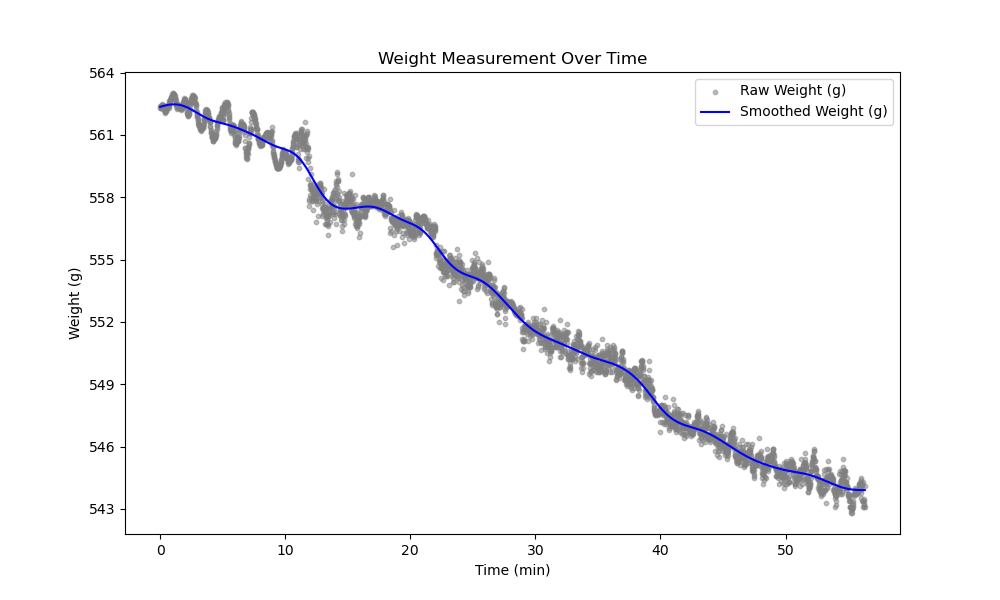 Weight Measurement Over Time
Raw Weight (g)
Smoothed Weight (g)
Weight (g)
564
561
558
555
552
549
546
543
0 10 20 30 40 50
Time (min)